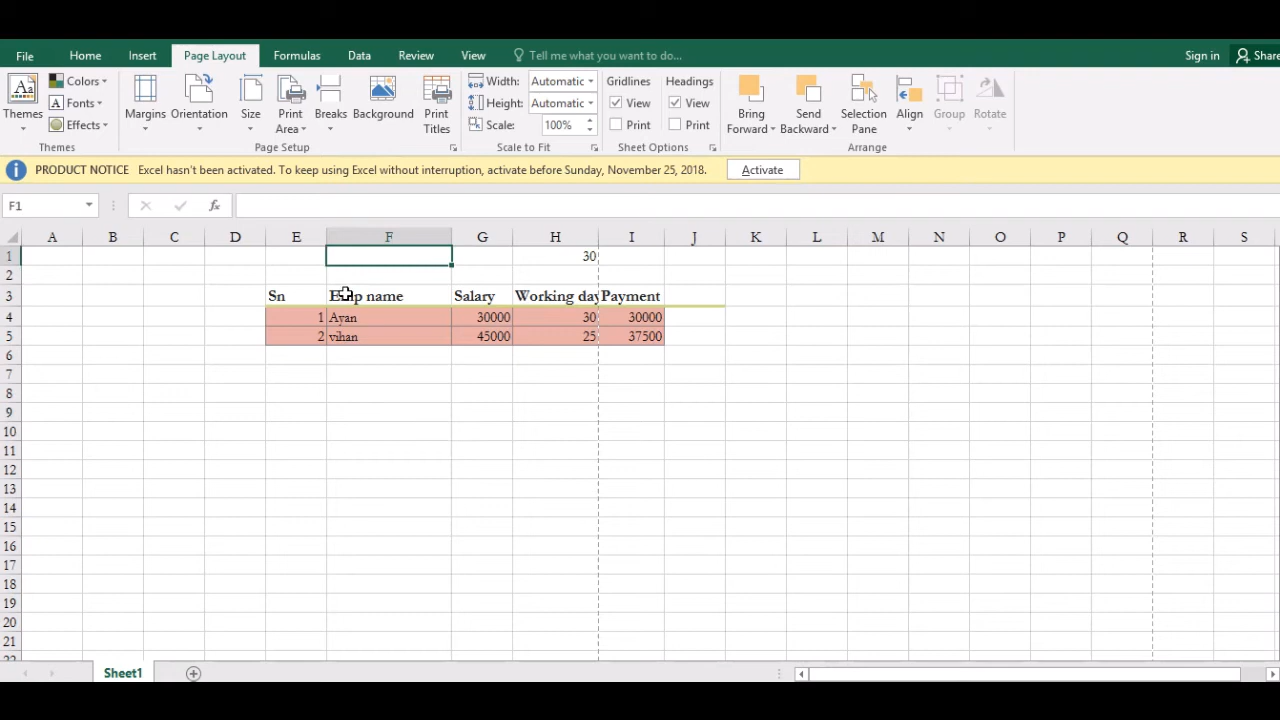 File Home Insert Page Layout Formulas Data Review View Tell me what you want to do... Sign in Share
Themes Colors Fonts Effects Margins Orientation Size Print Area Breaks Background Print Titles Width: Automatic Height: Automatic Scale: 100% Gridlines View Print Headings View Print Bring Forward Send Backward Selection Pane Align Group Rotate
Themes Page Setup Scale to Fit Sheet Options Arrange
PRODUCT NOTICE Excel hasn't been activated. To keep using Excel without interruption, activate before Sunday, November 25, 2018. Activate
F1 fx
A B C D E F G H I J K L M N O P Q R S
1 30
2
3 Sn Emp name Salary Working day Payment
4 1 Ayan 30000 30 30000
5 2 vihan 45000 25 37500
6
7
8
9
10
11
12
13
14
15
16
17
18
19
20
21
22
Sheet1